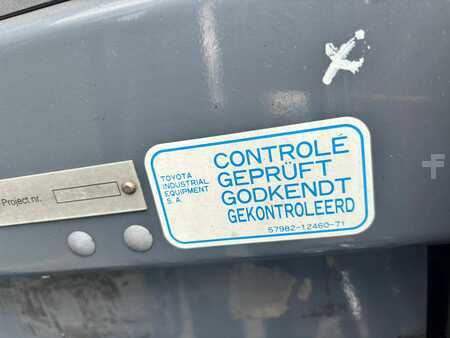 CONTROLÉ
GEPRÜFT
GODKENDT
GEKONTROLEERD
TOYOTA
INDUSTRIAL
EQUIPMENT
S.A.
57982-12460-71
Project nr.